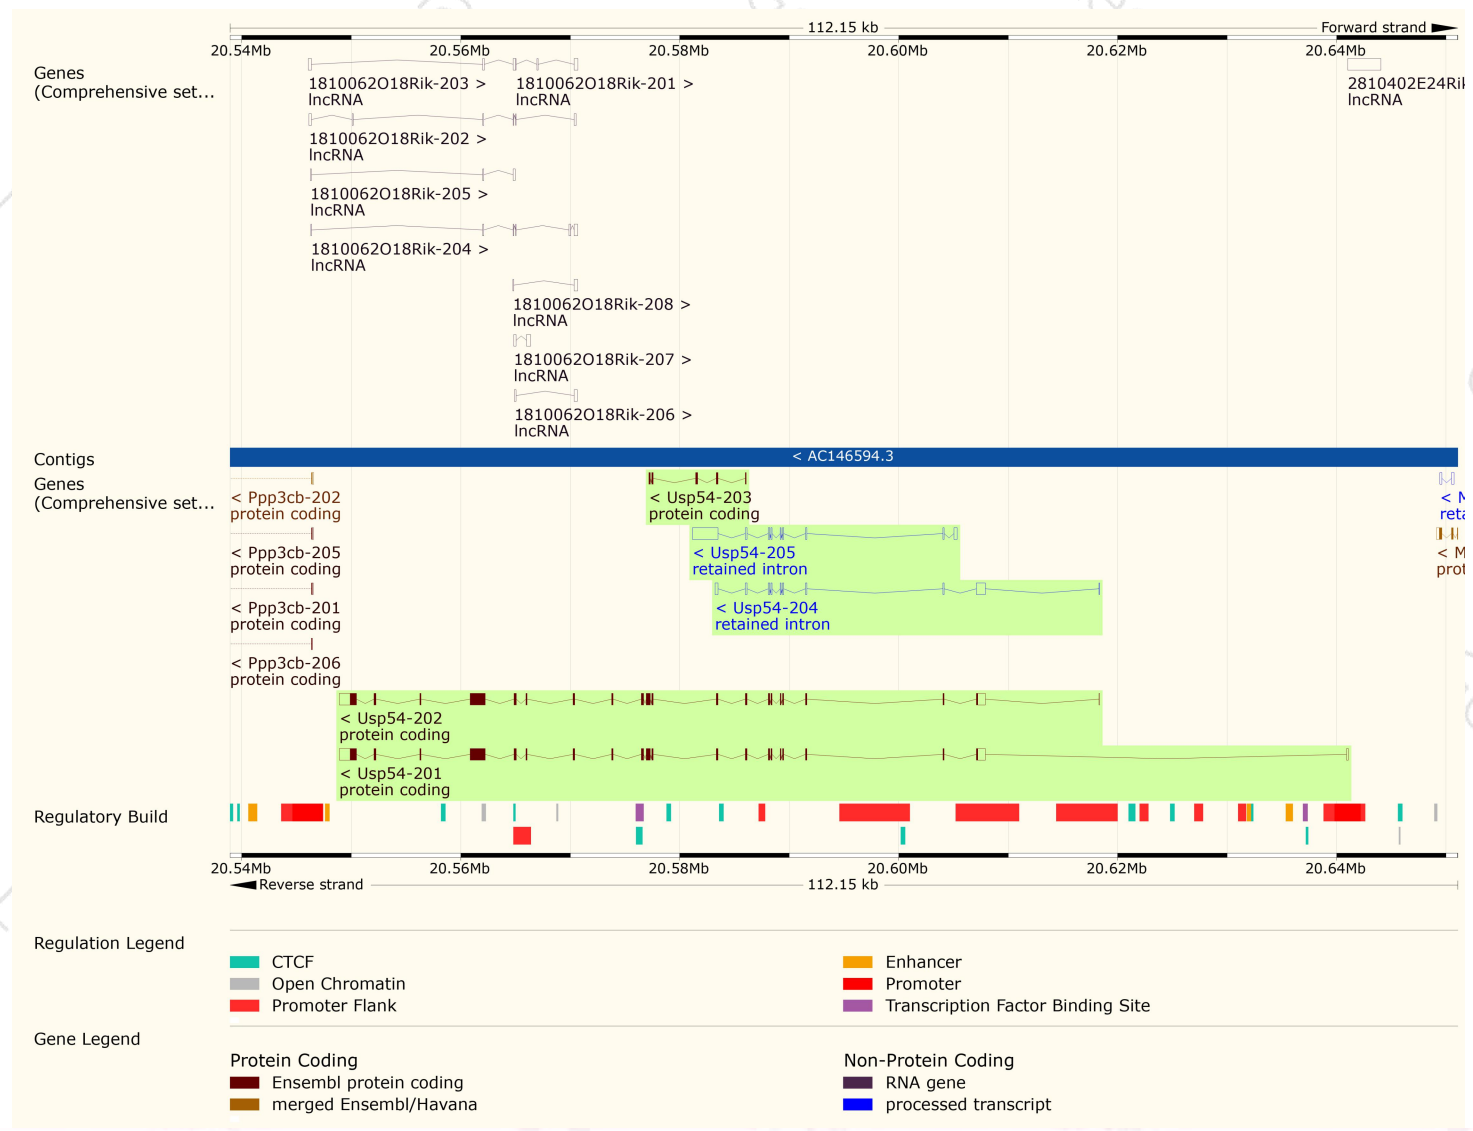 112.15 kb
Forward strand
20.54Mb 20.56Mb 20.58Mb 20.60Mb 20.62Mb 20.64Mb
Genes
(Comprehensive set...
1810062O18Rik-203 > 1810062O18Rik-201 > 2810402E24Rik
lncRNA lncRNA lncRNA
1810062O18Rik-202 >
lncRNA
1810062O18Rik-205 >
lncRNA
1810062O18Rik-204 >
lncRNA
1810062O18Rik-208 >
lncRNA
1810062O18Rik-207 >
lncRNA
1810062O18Rik-206 >
lncRNA
Contigs
< AC146594.3
Genes
(Comprehensive set...
< Ppp3cb-202 < Usp54-203 < M
protein coding protein coding reta
< Ppp3cb-205 < Usp54-205 < M
protein coding retained intron prot
< Ppp3cb-201 < Usp54-204
protein coding retained intron
< Ppp3cb-206
protein coding
< Usp54-202
protein coding
< Usp54-201
protein coding
Regulatory Build
20.54Mb 20.56Mb 20.58Mb 20.60Mb 20.62Mb 20.64Mb
Reverse strand 112.15 kb
Regulation Legend
CTCF Enhancer
Open Chromatin Promoter
Promoter Flank Transcription Factor Binding Site
Gene Legend
Protein Coding Non-Protein Coding
Ensembl protein coding RNA gene
merged Ensembl/Havana processed transcript